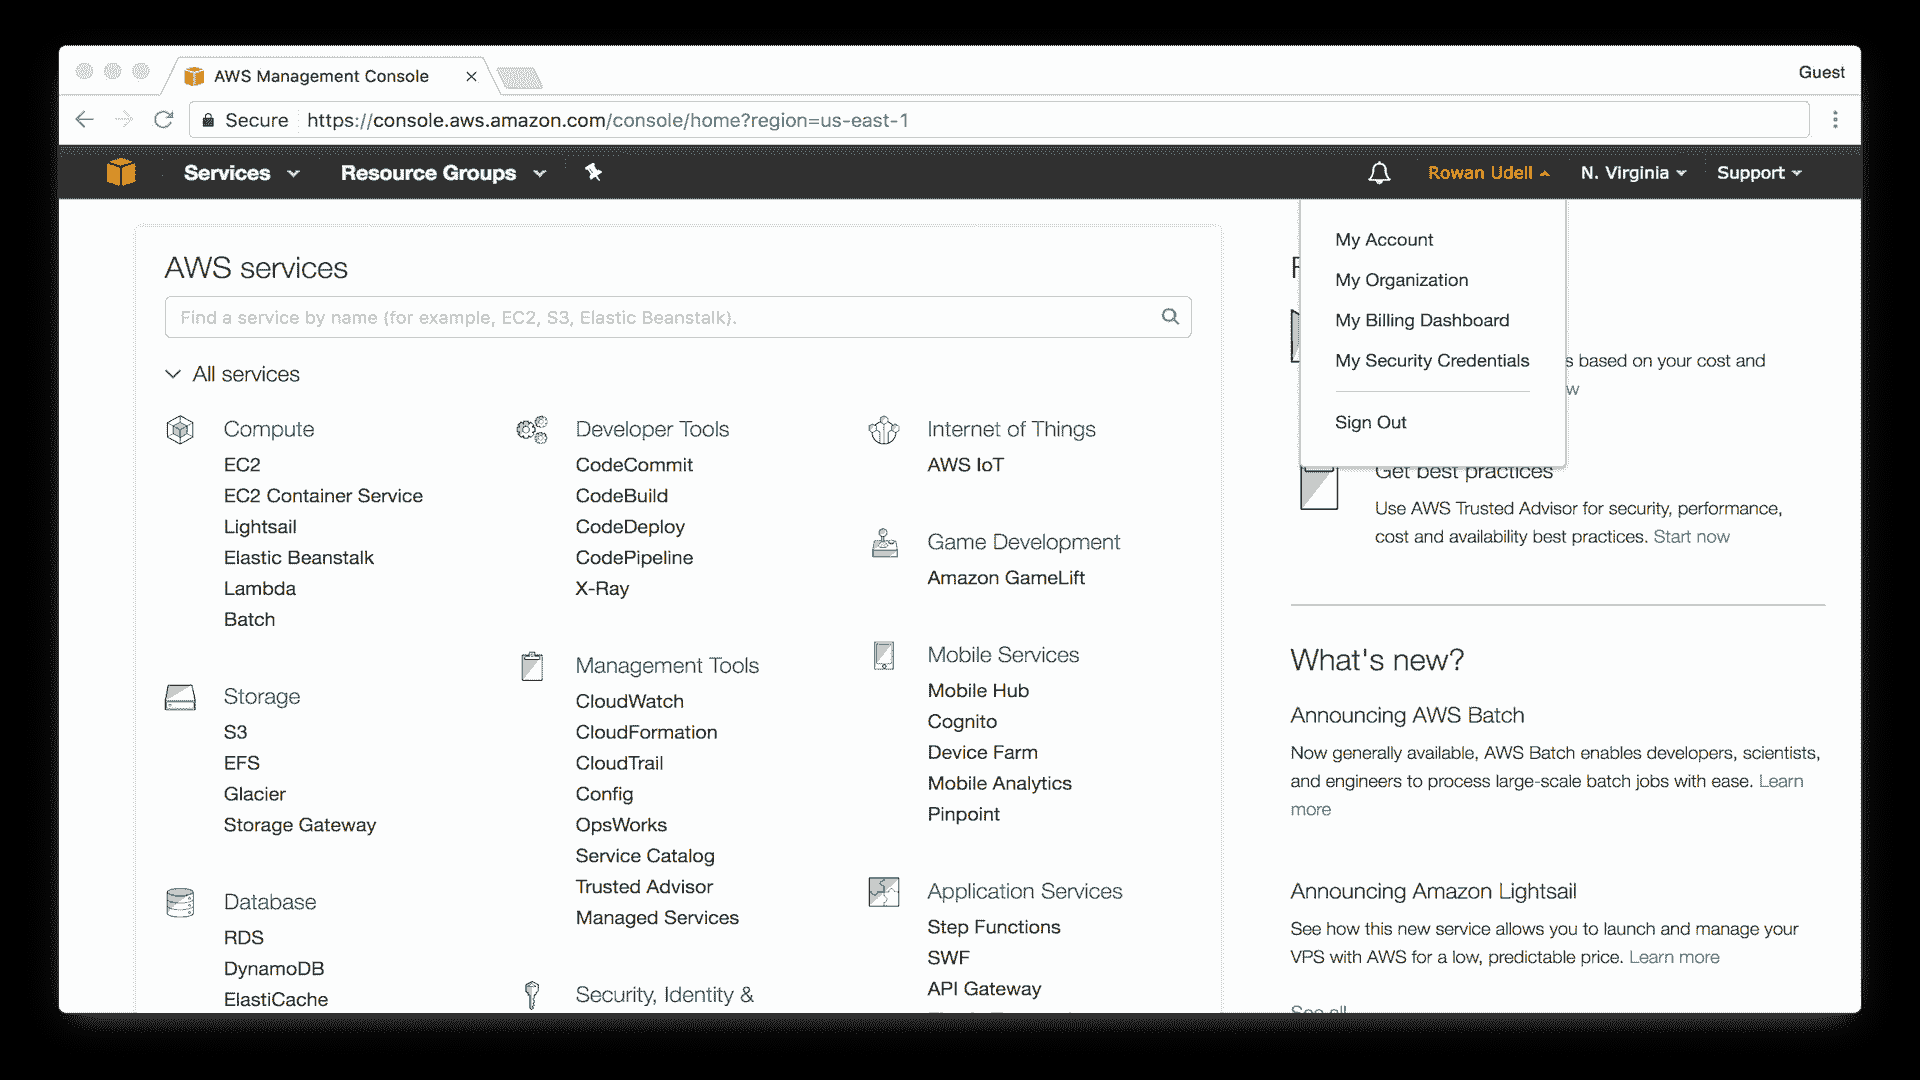 AWS Management Console
Guest
Secure https://console.aws.amazon.com/console/home?region=us-east-1
Services Resource Groups Rowan Udell N. Virginia Support
My Account
My Organization
My Billing Dashboard
My Security Credentials
Sign Out
AWS services
Find a service by name (for example, EC2, S3, Elastic Beanstalk).
All services
Compute
EC2
EC2 Container Service
Lightsail
Elastic Beanstalk
Lambda
Batch
Storage
S3
EFS
Glacier
Storage Gateway
Database
RDS
DynamoDB
ElastiCache
Developer Tools
CodeCommit
CodeBuild
CodeDeploy
CodePipeline
X-Ray
Management Tools
CloudWatch
CloudFormation
CloudTrail
Config
OpsWorks
Service Catalog
Trusted Advisor
Managed Services
Security, Identity &
Internet of Things
AWS IoT
Game Development
Amazon GameLift
Mobile Services
Mobile Hub
Cognito
Device Farm
Mobile Analytics
Pinpoint
Application Services
Step Functions
SWF
API Gateway
based on your cost and
Get best practices
Use AWS Trusted Advisor for security, performance,
cost and availability best practices. Start now
What's new?
Announcing AWS Batch
Now generally available, AWS Batch enables developers, scientists,
and engineers to process large-scale batch jobs with ease. Learn
more
Announcing Amazon Lightsail
See how this new service allows you to launch and manage your
VPS with AWS for a low, predictable price. Learn more
See all